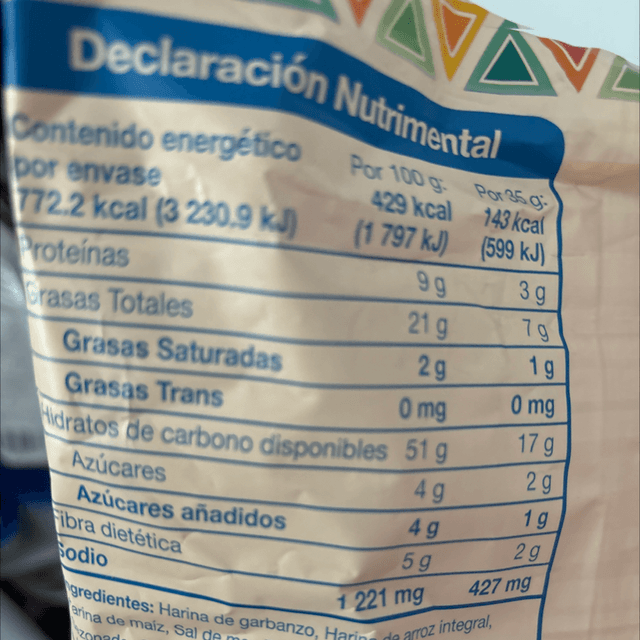 Declaración Nutrimental
Contenido energético
por envase
772.2 kcal (3 230.9 kJ)
Por 100 g: Por 35 g:
429 kcal 143 kcal
(1 797 kJ) (599 kJ)
Proteínas 9 g 3 g
Grasas Totales 21 g 7 g
Grasas Saturadas 2 g 1 g
Grasas Trans 0 mg 0 mg
Hidratos de carbono disponibles 51 g 17 g
Azúcares 4 g 2 g
Azúcares añadidos 4 g 1 g
Fibra dietética 5 g 2 g
Sodio 1 221 mg 427 mg
Ingredientes: Harina de garbanzo, Harina de arroz integral,
Harina de maíz, Sal de